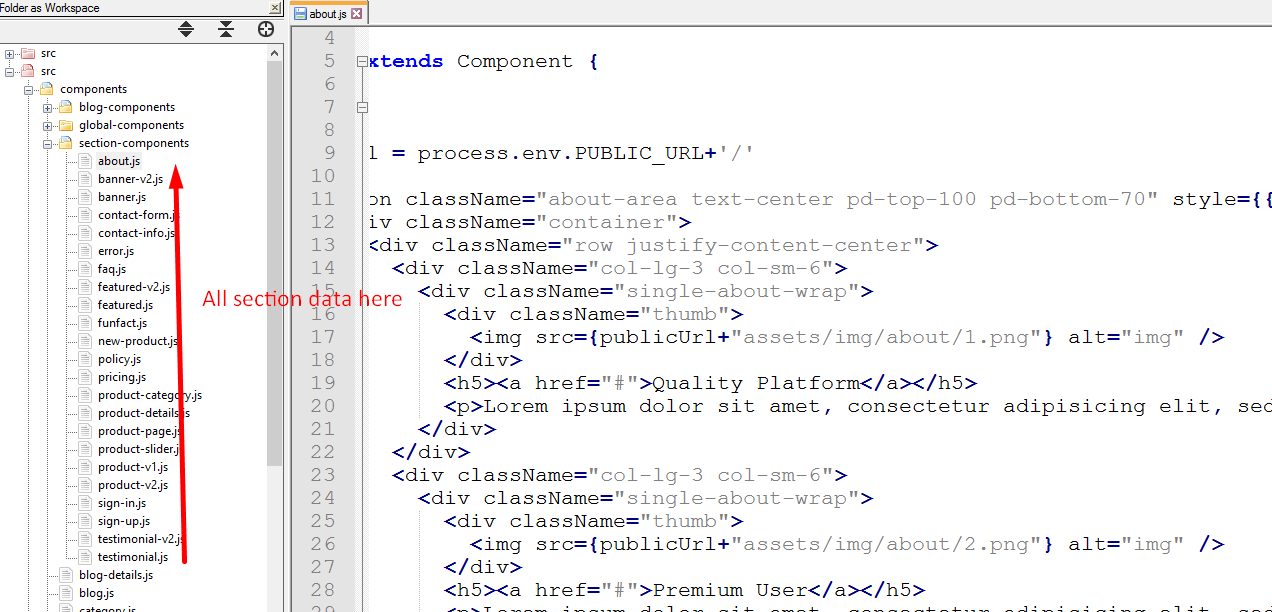 Folder as Workspace
about.js
src
src
components
blog-components
global-components
section-components
about.js
banner-v2.js
banner.js
contact-form.js
contact-info.js
error.js
faq.js
featured-v2.js
featured.js
funfact.js
new-product.js
policy.js
pricing.js
product-category.js
product-details.js
product-page.js
product-slider.js
product-v1.js
product-v2.js
sign-in.js
sign-up.js
testimonial-v2.js
testimonial.js
blog-details.js
blog.js
category.js
All section data here
4
5 xtends Component {
6
7
8
9 l = process.env.PUBLIC_URL+'/'
10
11 on className="about-area text-center pd-top-100 pd-bottom-70" style={{
12 iv className="container">
13 <div className="row justify-content-center">
14 <div className="col-lg-3 col-sm-6">
15 <div className="single-about-wrap">
16 <div className="thumb">
17 <img src={publicUrl+"assets/img/about/1.png"} alt="img" />
18 </div>
19 <h5><a href="#">Quality Platform</a></h5>
20 <p>Lorem ipsum dolor sit amet, consectetur adipisicing elit, sed
21 </div>
22 </div>
23 <div className="col-lg-3 col-sm-6">
24 <div className="single-about-wrap">
25 <div className="thumb">
26 <img src={publicUrl+"assets/img/about/2.png"} alt="img" />
27 </div>
28 <h5><a href="#">Premium User</a></h5>
29 <p>Lorem ipsum dolor sit amet, consectetur adipisicing elit, sed